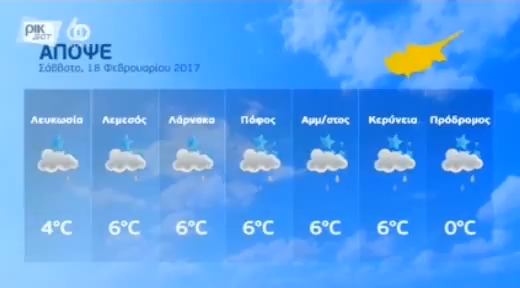 ΡΙΚ
60
ΑΠΟΨΕ
Σάββατο, 18 Φεβρουαρίου 2017
Λευκωσία Λεμεσός Λάρνακα Πάφος Αμμ/στος Κερύνεια Πρόδρομος
4°C 6°C 6°C 6°C 6°C 6°C 0°C